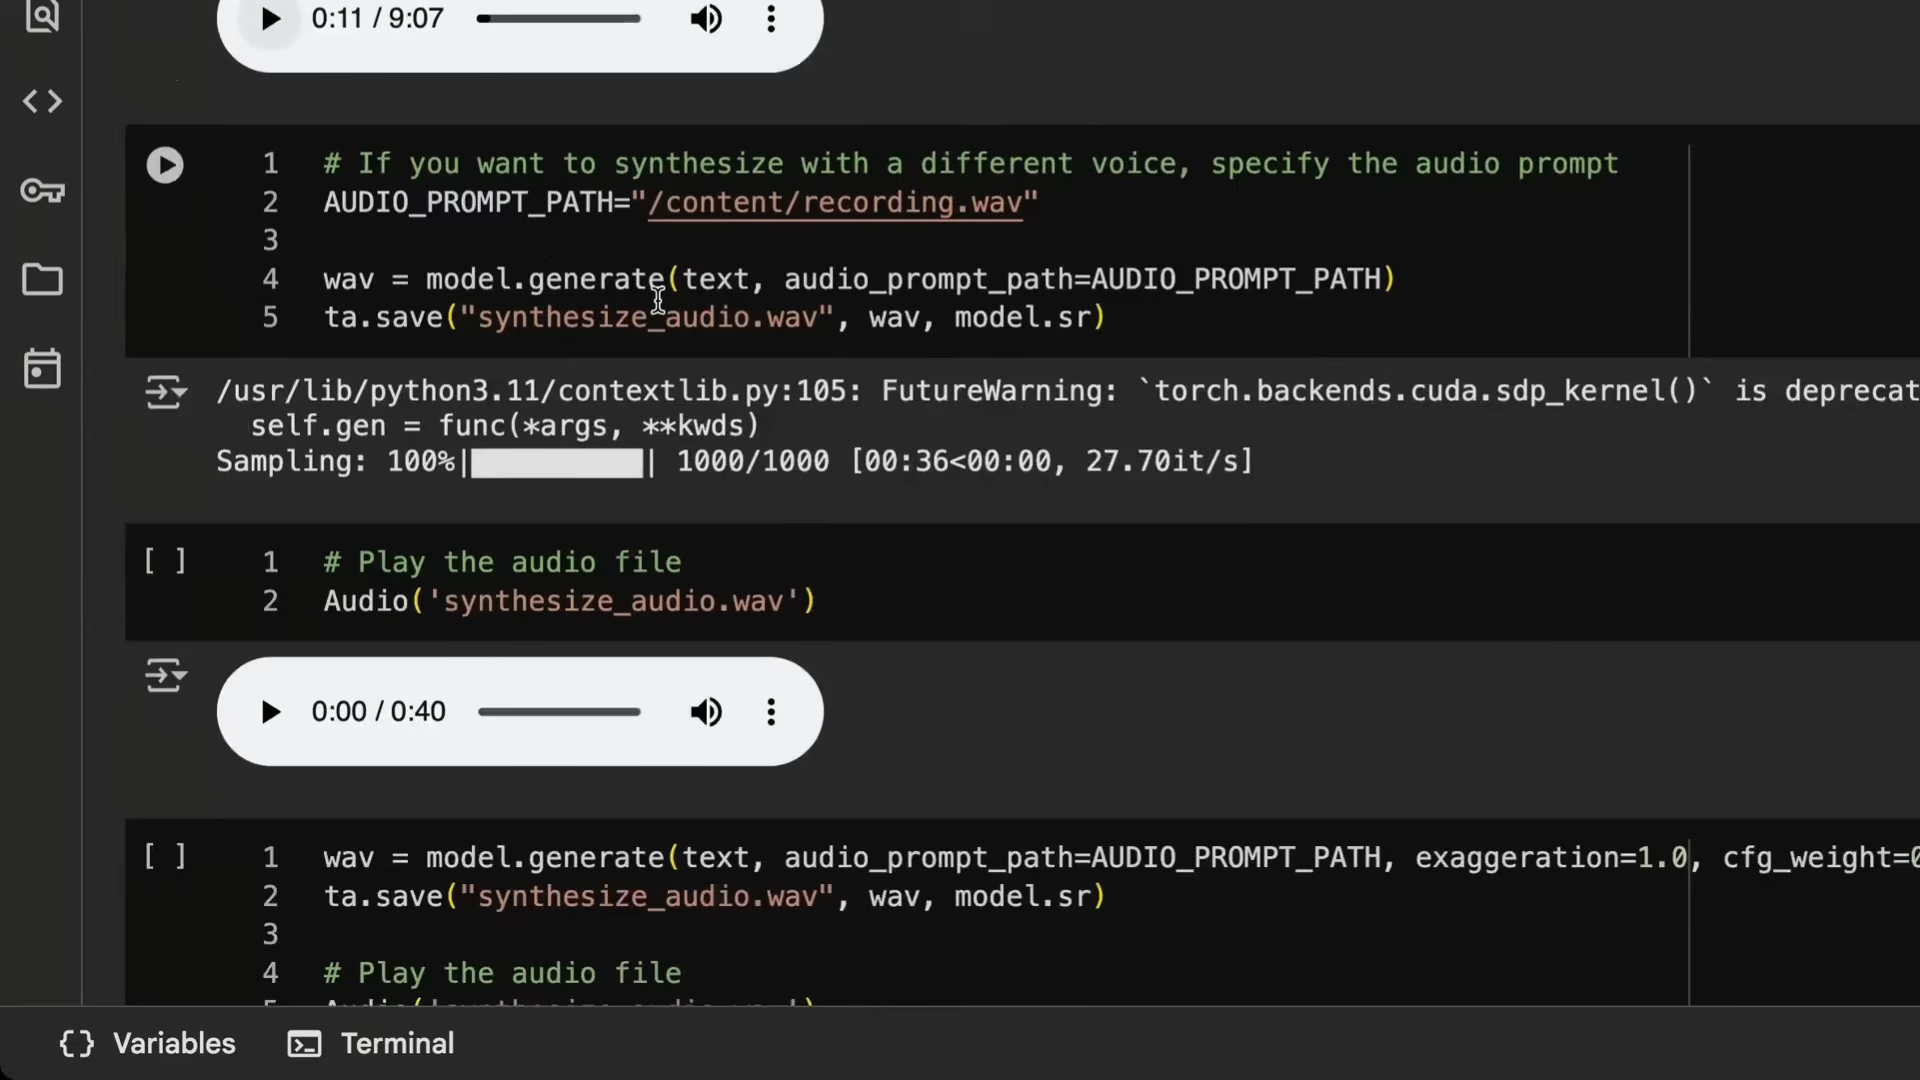 0:11 / 9:07
1 # If you want to synthesize with a different voice, specify the audio prompt
2 AUDIO_PROMPT_PATH="/content/recording.wav"
3
4 wav = model.generate(text, audio_prompt_path=AUDIO_PROMPT_PATH)
5 ta.save("synthesize_audio.wav", wav, model.sr)
/usr/lib/python3.11/contextlib.py:105: FutureWarning: `torch.backends.cuda.sdp_kernel()` is deprecat
self.gen = func(*args, **kwds)
Sampling: 100%|██████████| 1000/1000 [00:36<00:00, 27.70it/s]
[ ] 1 # Play the audio file
2 Audio('synthesize_audio.wav')
0:00 / 0:40
[ ] 1 wav = model.generate(text, audio_prompt_path=AUDIO_PROMPT_PATH, exaggeration=1.0, cfg_weight=0
2 ta.save("synthesize_audio.wav", wav, model.sr)
3
4 # Play the audio file
{} Variables Terminal